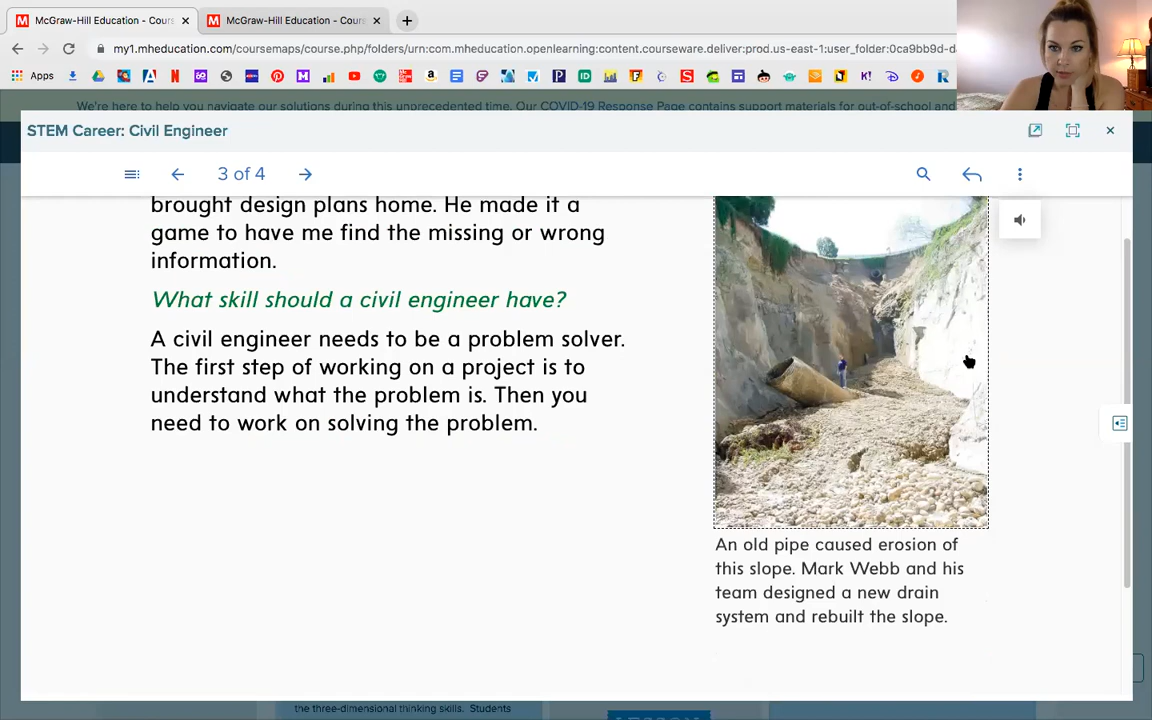 McGraw-Hill Education - Cours
McGraw-Hill Education - Cours
my1.mheducation.com/coursemaps/course.php/folders/urn:com.mheducation.openlearning:content.courseware.deliver:prod.us-east-1:user_folder:0ca9bb9d-d
Apps
We're here to help you navigate our solutions during this unprecedented time. Our COVID-19 Response Page contains support materials for out-of-school and
STEM Career: Civil Engineer
3 of 4
brought design plans home. He made it a
game to have me find the missing or wrong
information.
What skill should a civil engineer have?
A civil engineer needs to be a problem solver.
The first step of working on a project is to
understand what the problem is. Then you
need to work on solving the problem.
An old pipe caused erosion of
this slope. Mark Webb and his
team designed a new drain
system and rebuilt the slope.
the three-dimensional thinking skills. Students